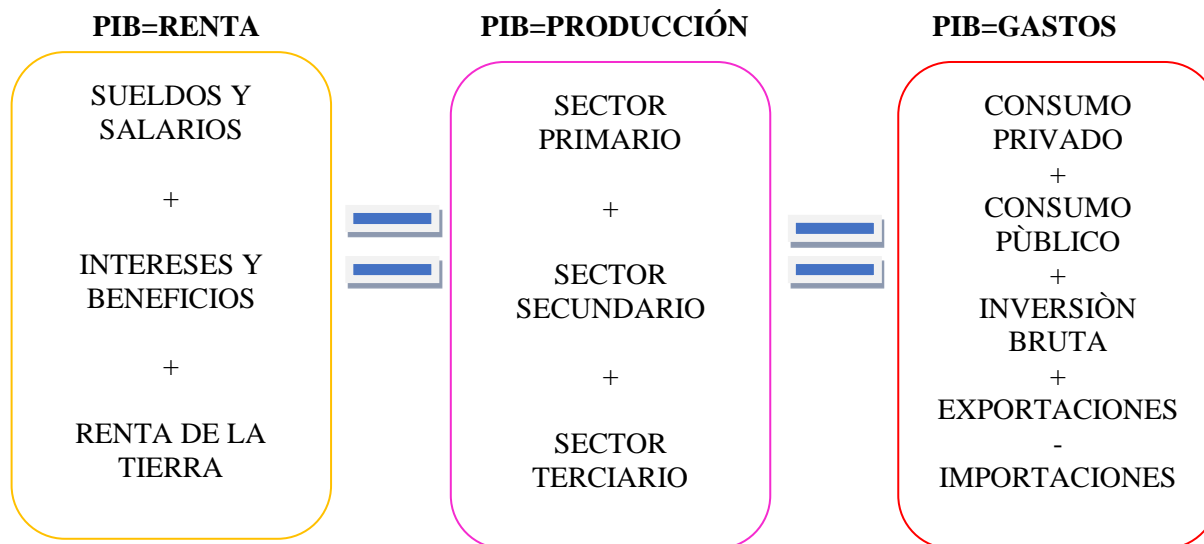 PIB=RENTA
SUELDOS Y
SALARIOS
+
INTERESES Y
BENEFICIOS
+
RENTA DE LA
TIERRA
PIB=PRODUCCIÓN
SECTOR
PRIMARIO
+
SECTOR
SECUNDARIO
+
SECTOR
TERCIARIO
PIB=GASTOS
CONSUMO
PRIVADO
+
CONSUMO
PÙBLICO
+
INVERSIÒN
BRUTA
+
EXPORTACIONES
-
IMPORTACIONES